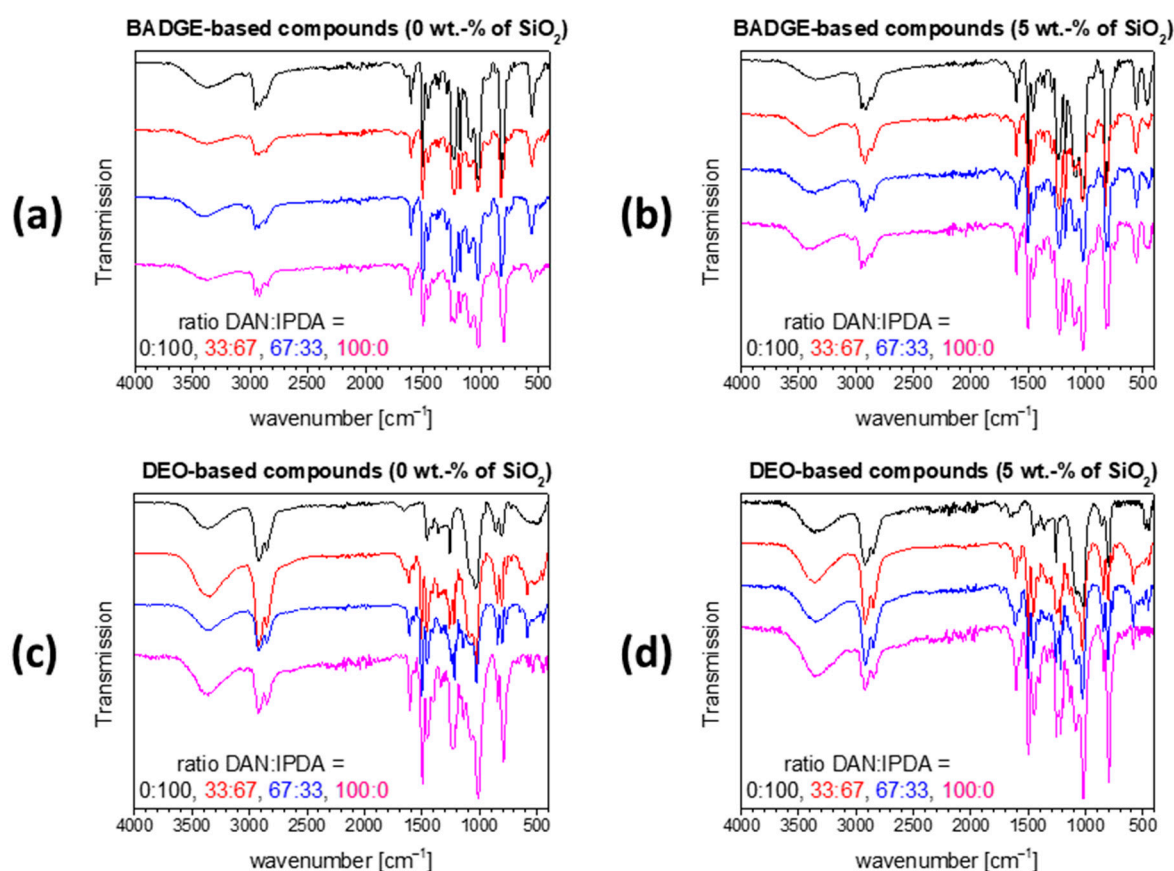 (a)
BADGE-based compounds (0 wt.-% of SiO₂)
Transmission
ratio DAN:IPDA =
0:100, 33:67, 67:33, 100:0
4000 3500 3000 2500 2000 1500 1000 500
wavenumber [cm⁻¹]
(b)
BADGE-based compounds (5 wt.-% of SiO₂)
Transmission
ratio DAN:IPDA =
0:100, 33:67, 67:33, 100:0
4000 3500 3000 2500 2000 1500 1000 500
wavenumber [cm⁻¹]
(c)
DEO-based compounds (0 wt.-% of SiO₂)
Transmission
ratio DAN:IPDA =
0:100, 33:67, 67:33, 100:0
4000 3500 3000 2500 2000 1500 1000 500
wavenumber [cm⁻¹]
(d)
DEO-based compounds (5 wt.-% of SiO₂)
Transmission
ratio DAN:IPDA =
0:100, 33:67, 67:33, 100:0
4000 3500 3000 2500 2000 1500 1000 500
wavenumber [cm⁻¹]